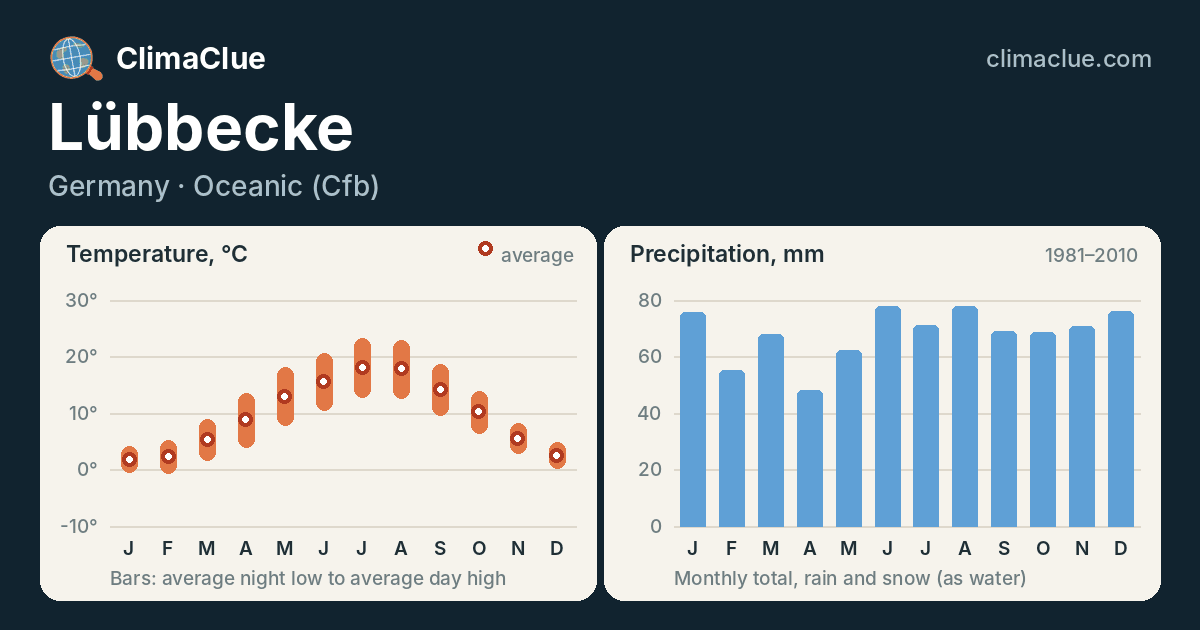 ClimaClue
climaclue.com
Lübbecke
Germany · Oceanic (Cfb)
Temperature, °C
average
30°
20°
10°
0°
-10°
J F M A M J J A S O N D
Bars: average night low to average day high
Precipitation, mm
1981–2010
80
60
40
20
0
J F M A M J J A S O N D
Monthly total, rain and snow (as water)